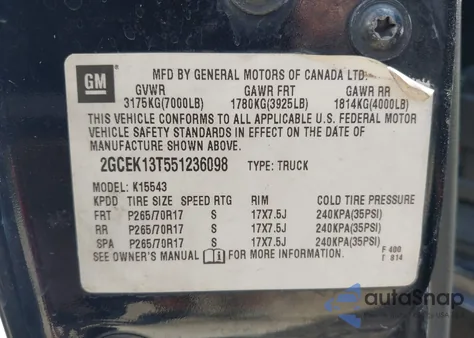 GM
MFD BY GENERAL MOTORS OF CANADA LTD.
GVWR GAWR FRT GAWR RR
3175KG(7000LB) 1780KG(3925LB) 1814KG(4000LB)
THIS VEHICLE CONFORMS TO ALL APPLICABLE U.S. FEDERAL MOTOR
VEHICLE SAFETY STANDARDS IN EFFECT ON THE DATE OF
MANUFACTURE SHOWN ABOVE.
2GCEK13T551236098 TYPE: TRUCK
MODEL: K15543
KPDD TIRE SIZE SPEED RTG RIM COLD TIRE PRESSURE
FRT P265/70R17 S 17X7.5J 240KPA(35PSI)
RR P265/70R17 S 17X7.5J 240KPA(35PSI)
SPA P265/70R17 S 17X7.5J 240KPA(35PSI)
SEE OWNER'S MANUAL FOR MORE INFORMATION.
F 400
T 814
autoSnap